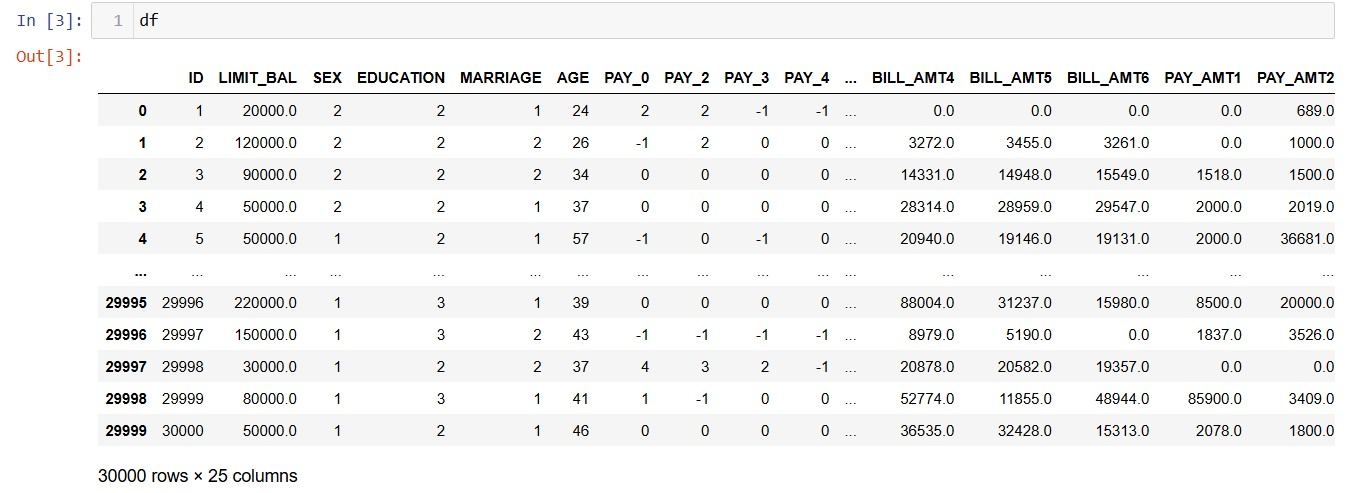 In [3]: 1 df
Out[3]:
ID LIMIT_BAL SEX EDUCATION MARRIAGE AGE PAY_0 PAY_2 PAY_3 PAY_4 ... BILL_AMT4 BILL_AMT5 BILL_AMT6 PAY_AMT1 PAY_AMT2
0 1 20000.0 2 2 1 24 2 2 -1 -1 ... 0.0 0.0 0.0 0.0 689.0
1 2 120000.0 2 2 2 26 -1 2 0 0 ... 3272.0 3455.0 3261.0 0.0 1000.0
2 3 90000.0 2 2 2 34 0 0 0 0 ... 14331.0 14948.0 15549.0 1518.0 1500.0
3 4 50000.0 2 2 1 37 0 0 0 0 ... 28314.0 28959.0 29547.0 2000.0 2019.0
4 5 50000.0 1 2 1 57 -1 0 -1 0 ... 20940.0 19146.0 19131.0 2000.0 36681.0
... ... ... ... ... ... ... ... ... ... ... ... ... ... ... ...
29995 29996 220000.0 1 3 1 39 0 0 0 0 ... 88004.0 31237.0 15980.0 8500.0 20000.0
29996 29997 150000.0 1 3 2 43 -1 -1 -1 -1 ... 8979.0 5190.0 0.0 1837.0 3526.0
29997 29998 30000.0 1 2 2 37 4 3 2 -1 ... 20878.0 20582.0 19357.0 0.0 0.0
29998 29999 80000.0 1 3 1 41 1 -1 0 0 ... 52774.0 11855.0 48944.0 85900.0 3409.0
29999 30000 50000.0 1 2 1 46 0 0 0 0 ... 36535.0 32428.0 15313.0 2078.0 1800.0
30000 rows × 25 columns